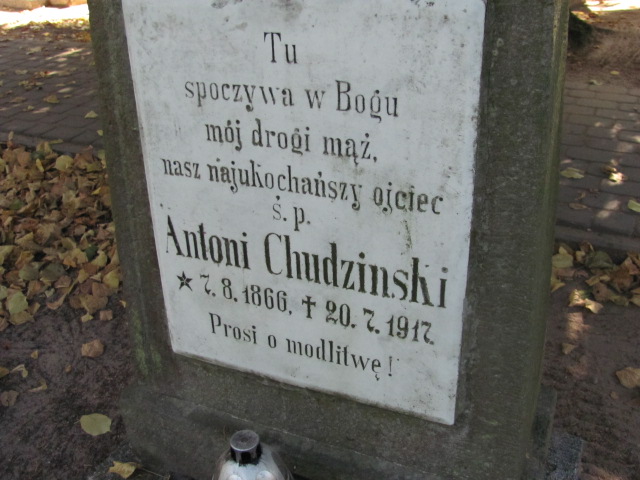 Tu
spoczywa w Bogu
mój drogi mąż,
nasz najukochańszy ojciec
ś.p.
Antoni Chudzinski
★ 7.8.1866. ✝ 20.7.1917.
Prosi o modlitwę!